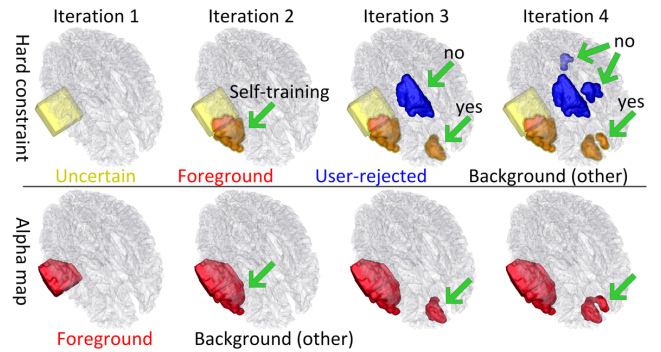 Iteration 1 Iteration 2 Iteration 3 Iteration 4
Hard constraint
no
no
Self-training
yes
yes
Uncertain Foreground User-rejected Background (other)
Alpha map
Foreground Background (other)